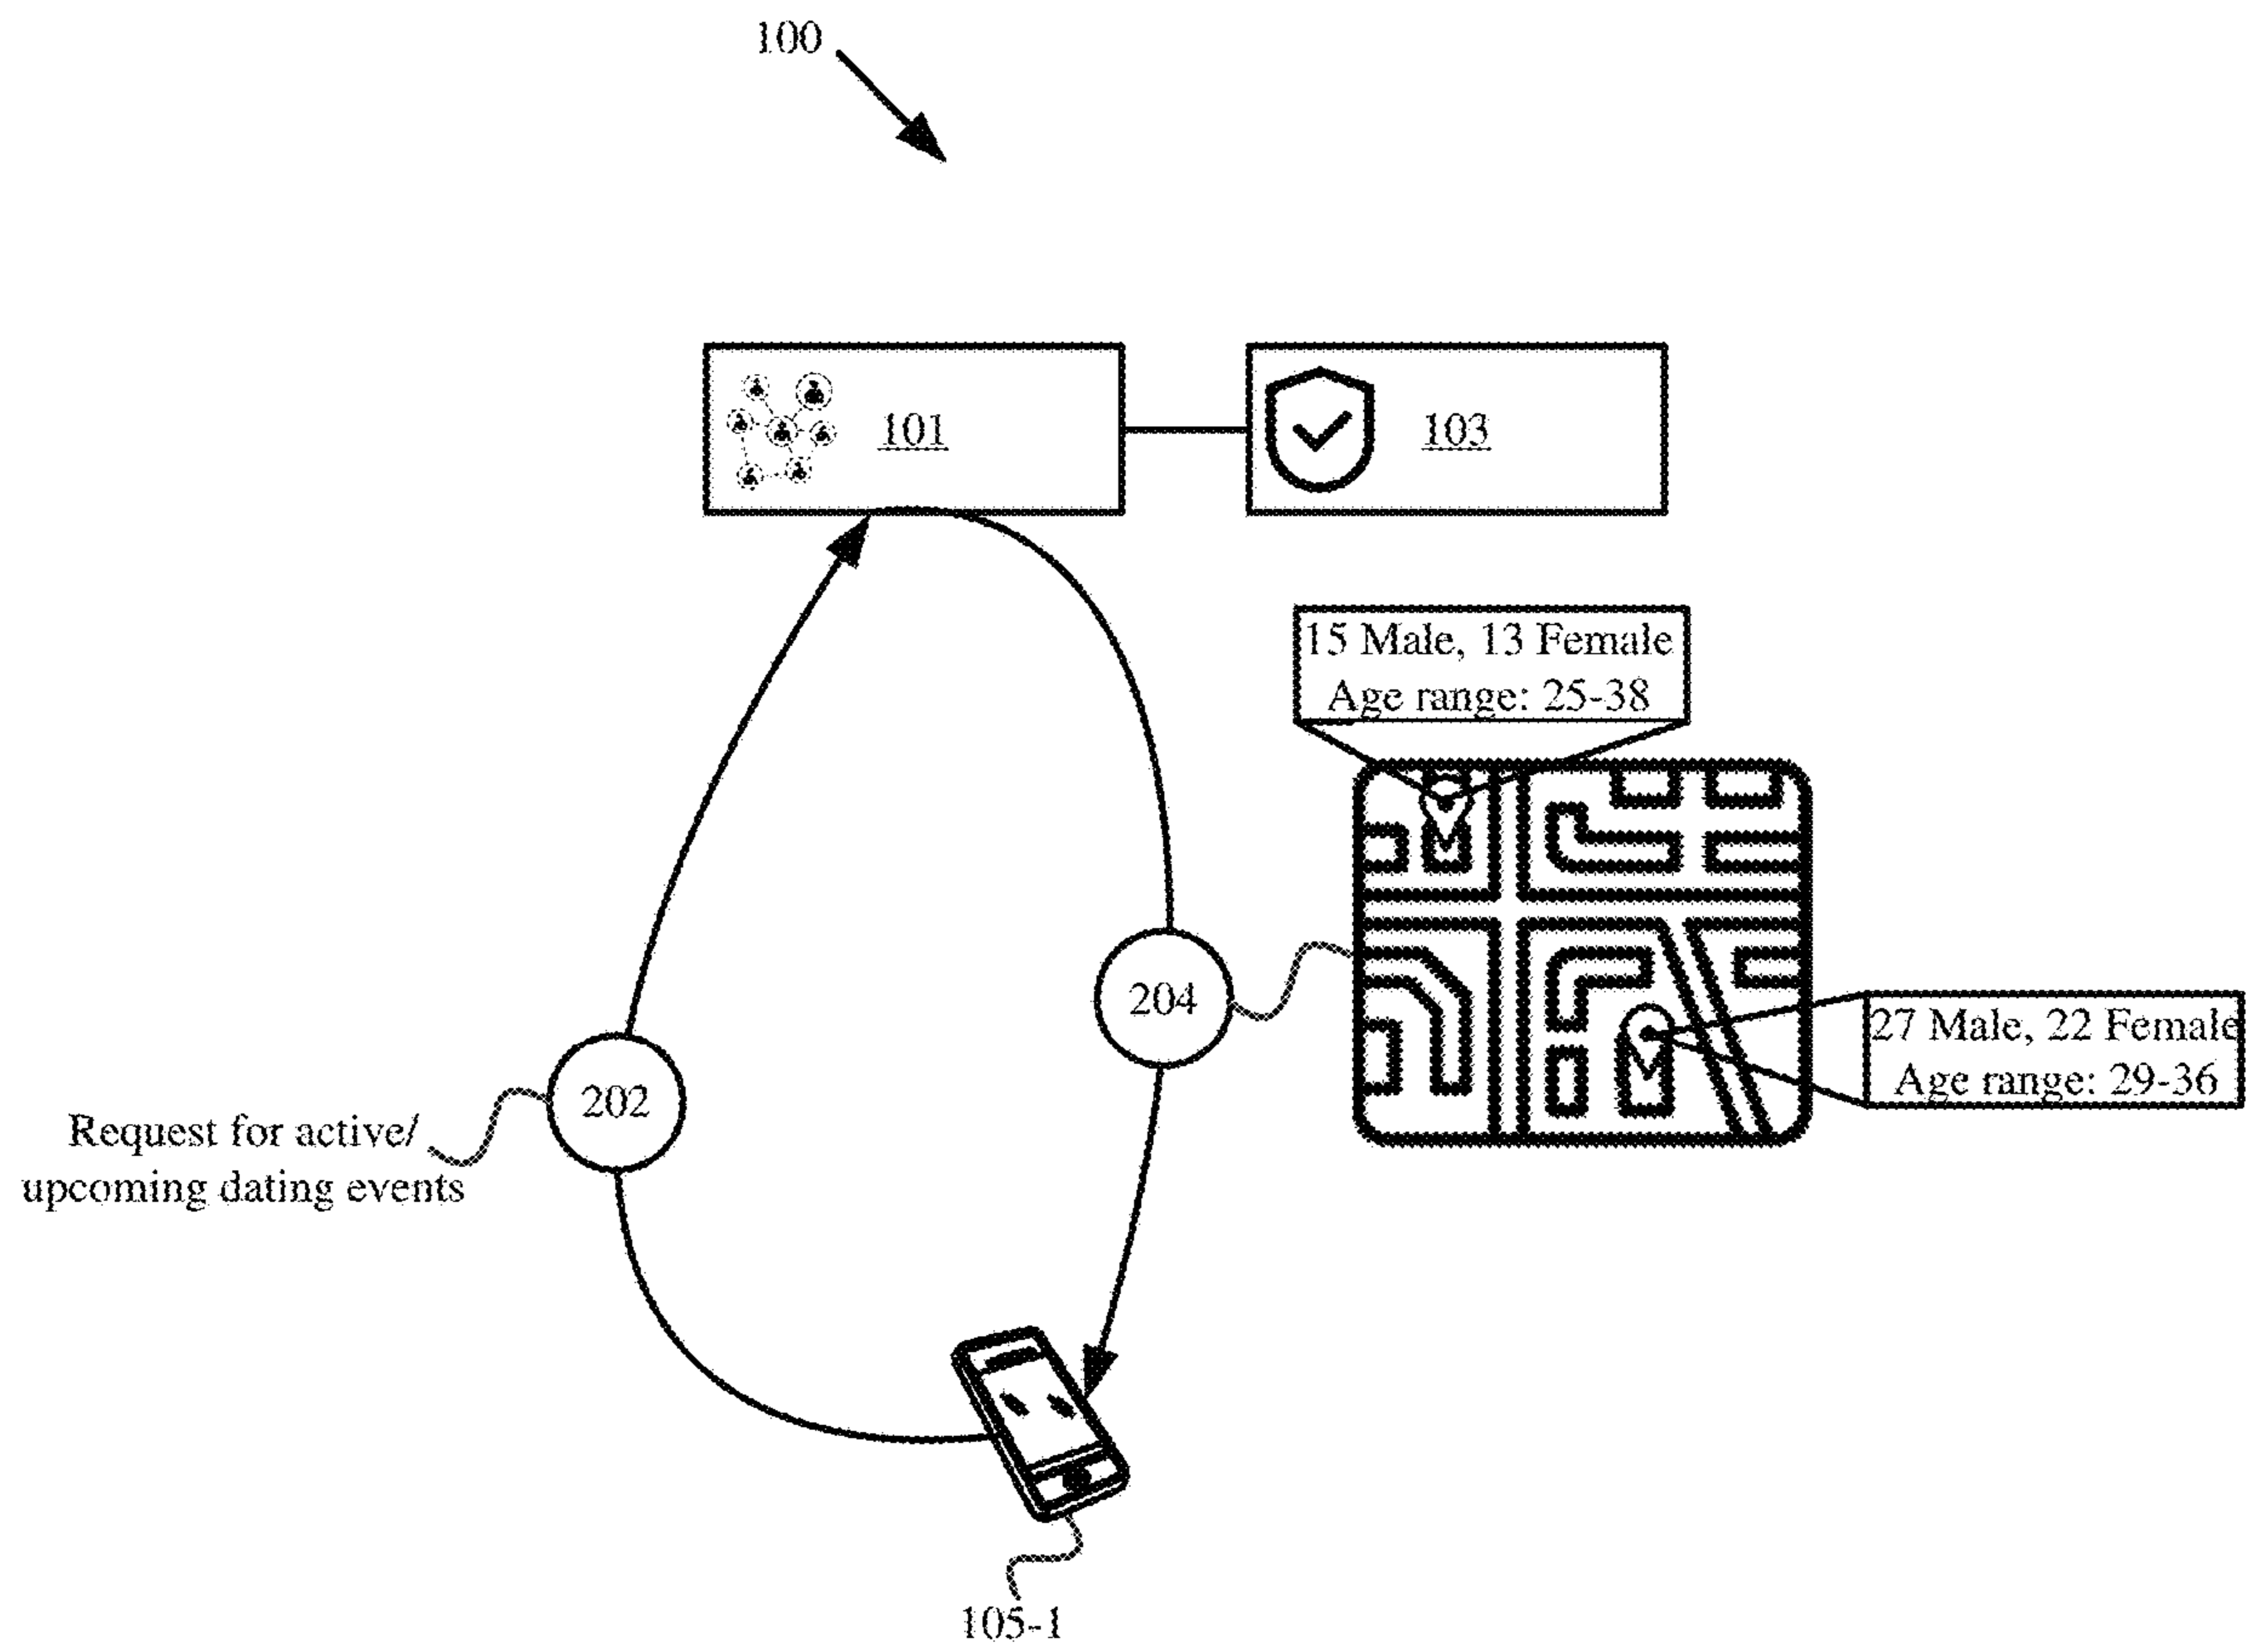 100
101
103
15 Male, 13 Female
Age range: 25-38
204
27 Male, 22 Female
Age range: 29-36
202
Request for active/
upcoming dating events
105-1